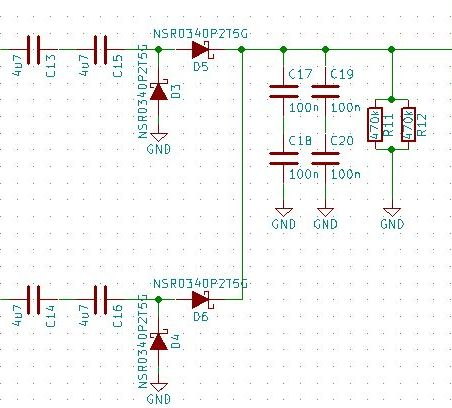 NSR0340P2T5G
D5
4u7
C13
4u7
C15
NSR0340P2T5G
D3
GND
C17
100n
C19
100n
C18
100n
C20
100n
470k
R11
470k
R12
GND
GND
GND
NSR0340P2T5G
D6
4u7
C14
4u7
C16
NSR0340P2T5G
D4
GND